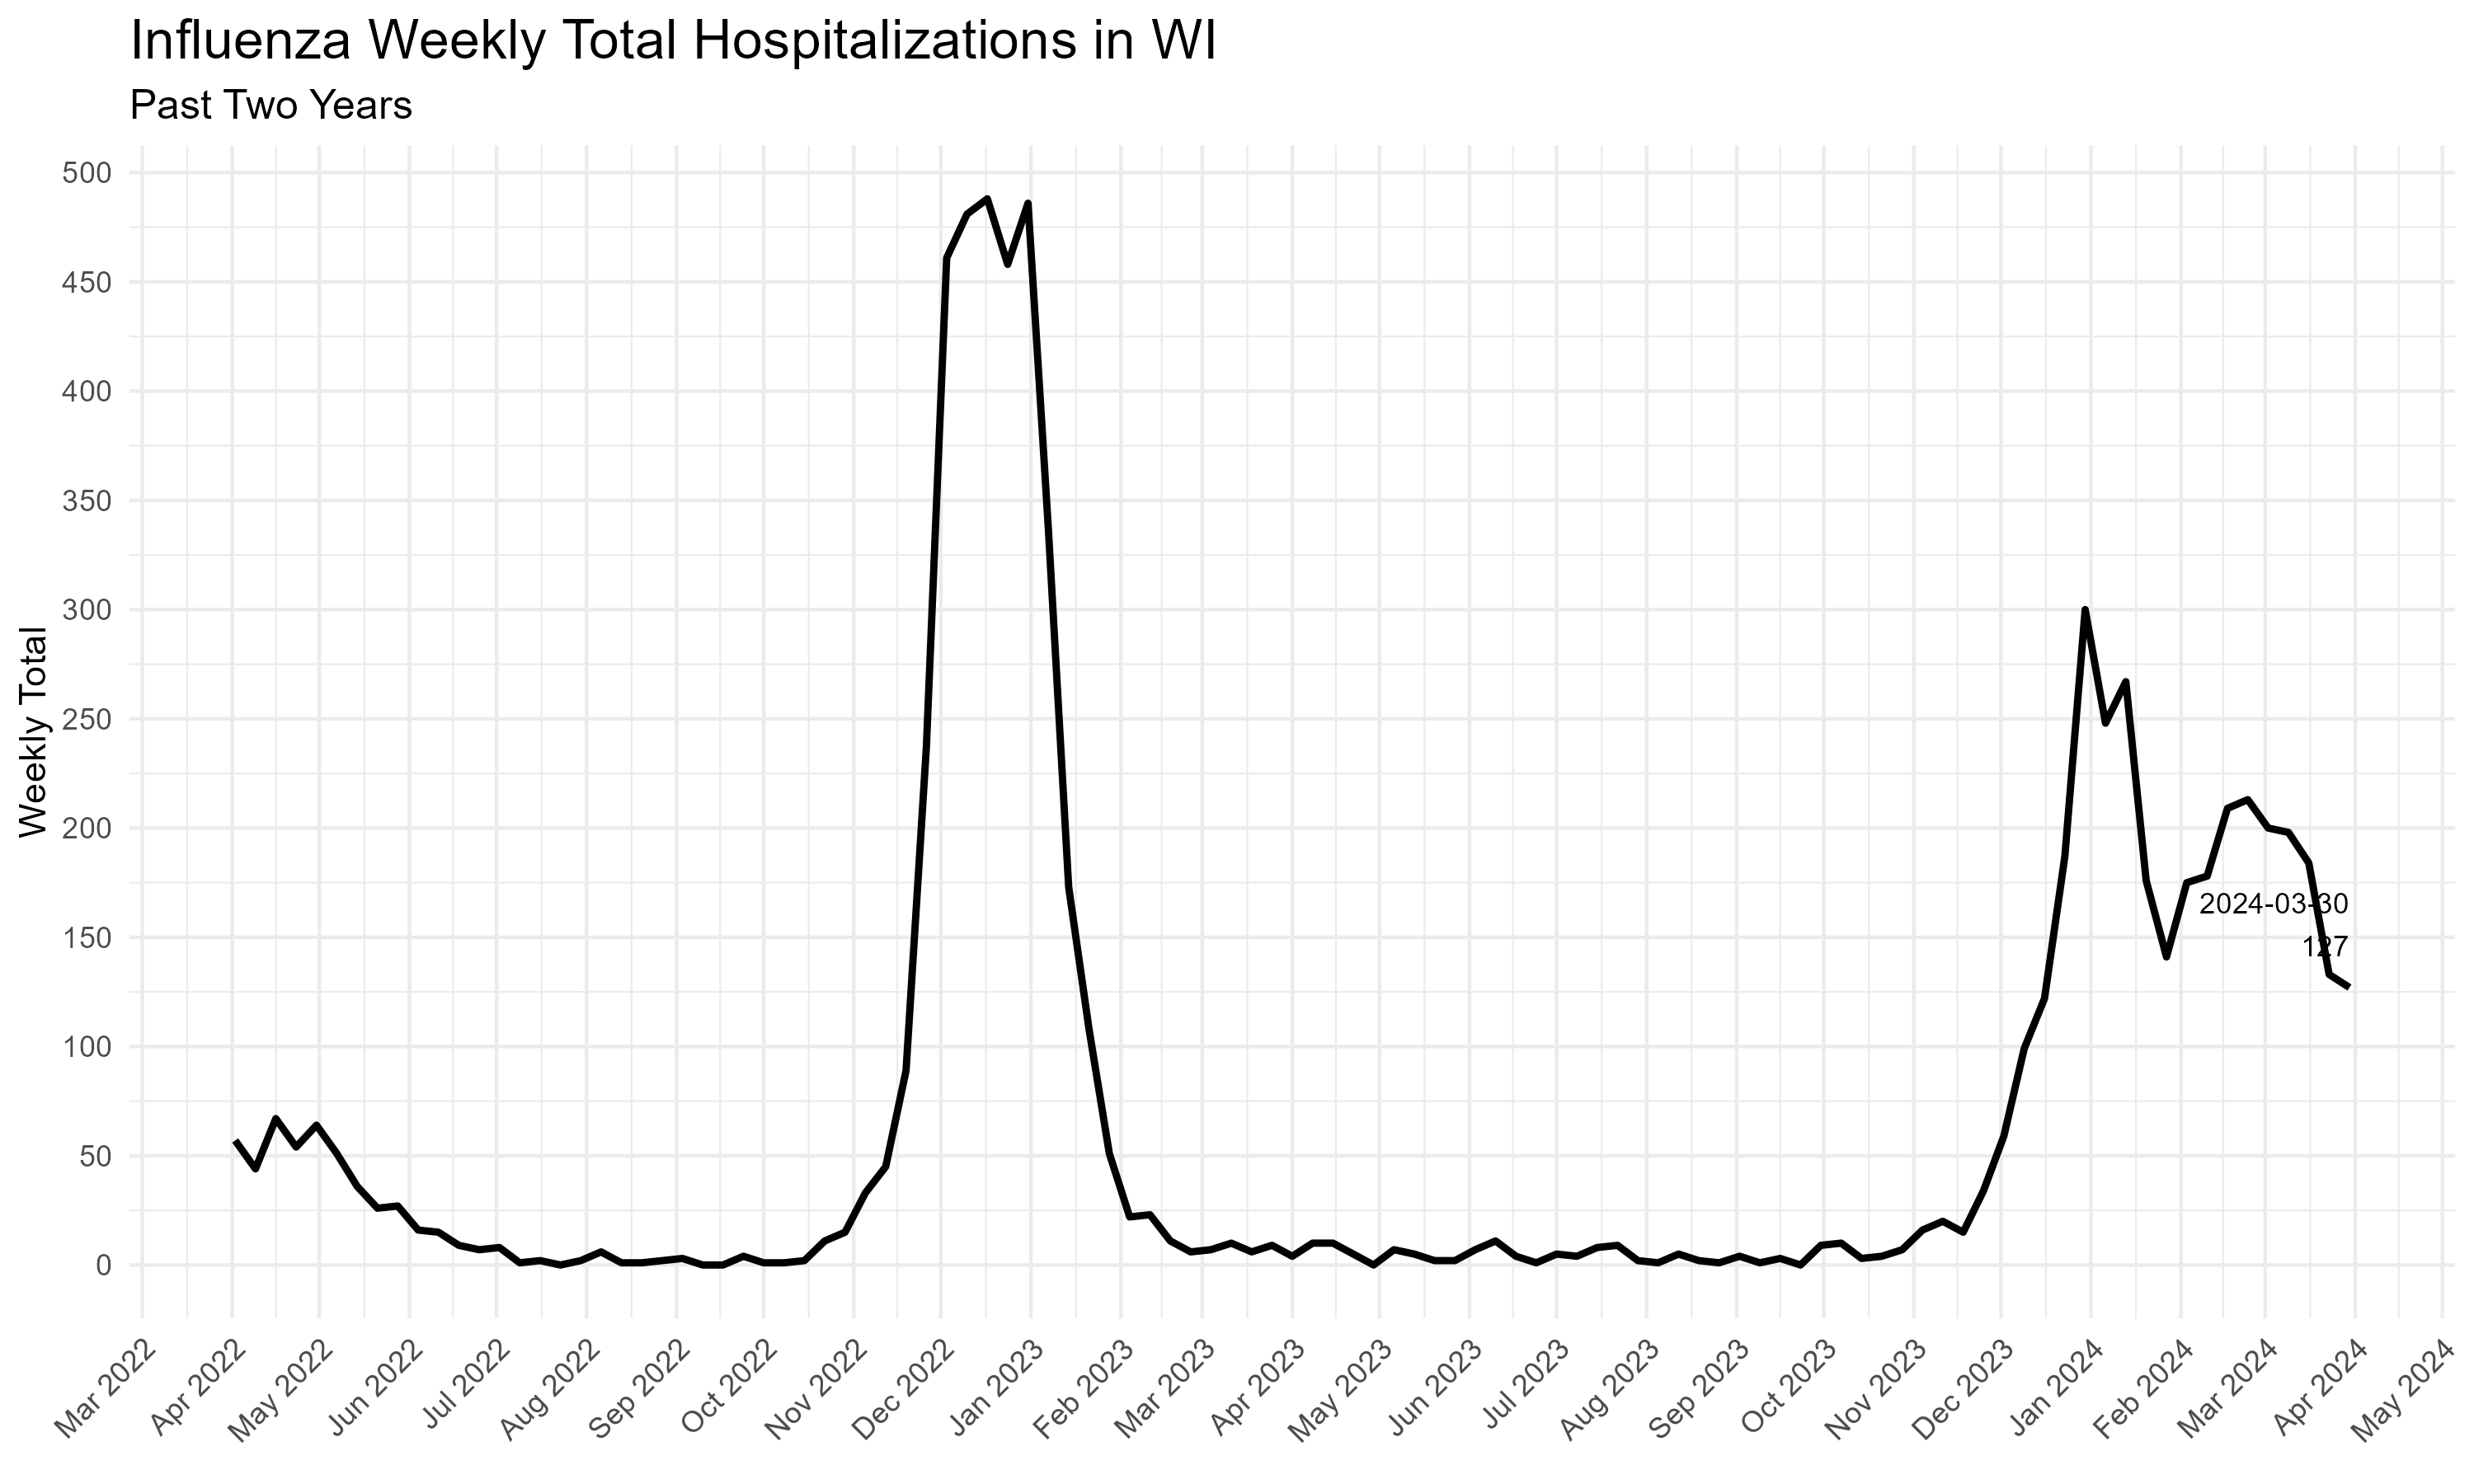 Influenza Weekly Total Hospitalizations in WI
Past Two Years
Weekly Total
500
450
400
350
300
250
200
150
100
50
0
2024-03-30
127
Mar 2022
Apr 2022
May 2022
Jun 2022
Jul 2022
Aug 2022
Sep 2022
Oct 2022
Nov 2022
Dec 2022
Jan 2023
Feb 2023
Mar 2023
Apr 2023
May 2023
Jun 2023
Jul 2023
Aug 2023
Sep 2023
Oct 2023
Nov 2023
Dec 2023
Jan 2024
Feb 2024
Mar 2024
Apr 2024
May 2024